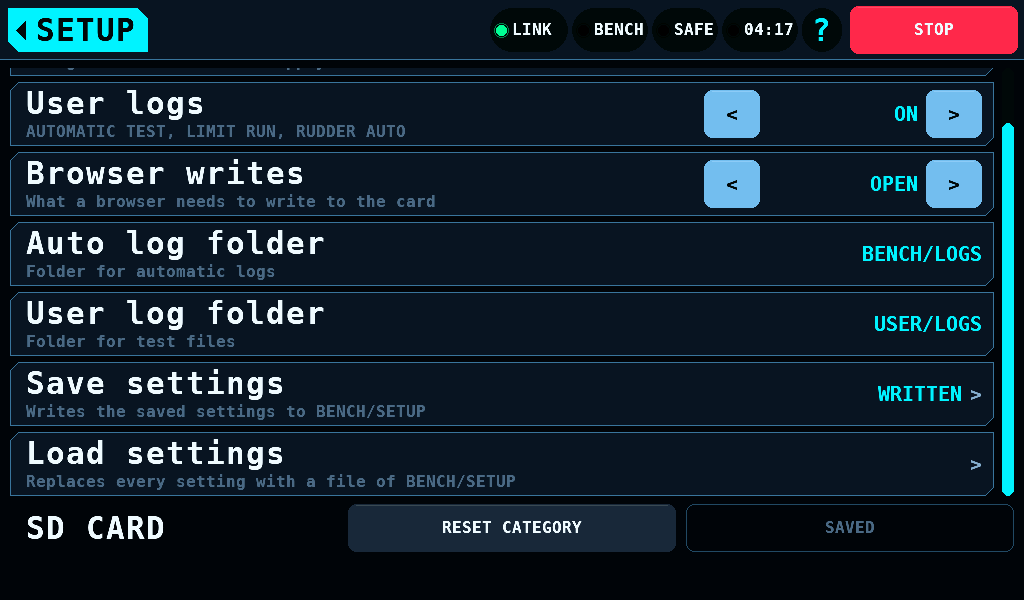 SETUP
LINK
BENCH
SAFE
04:17
?
STOP
User logs
AUTOMATIC TEST, LIMIT RUN, RUDDER AUTO
<
ON
>
Browser writes
What a browser needs to write to the card
<
OPEN
>
Auto log folder
Folder for automatic logs
BENCH/LOGS
User log folder
Folder for test files
USER/LOGS
Save settings
Writes the saved settings to BENCH/SETUP
WRITTEN >
Load settings
Replaces every setting with a file of BENCH/SETUP
>
SD CARD
RESET CATEGORY
SAVED